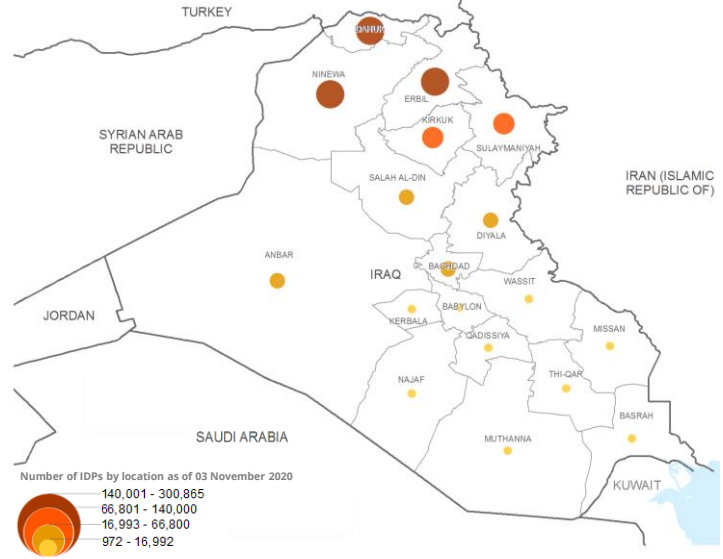 TURKEY
DAHUK
NINEWA
ERBIL
KIRKUK
SYRIAN ARAB
REPUBLIC
SULAYMANIYAH
SALAH AL-DIN
IRAN (ISLAMIC
REPUBLIC OF)
DIYALA
ANBAR
BAGHDAD
IRAQ
WASSIT
BABYLON
JORDAN
KERBALA
MISSAN
QADISSIYA
THI-QAR
NAJAF
BASRAH
SAUDI ARABIA
MUTHANNA
KUWAIT
Number of IDPs by location as of 03 November 2020
140,001 - 300,865
66,801 - 140,000
16,993 - 66,800
972 - 16,992